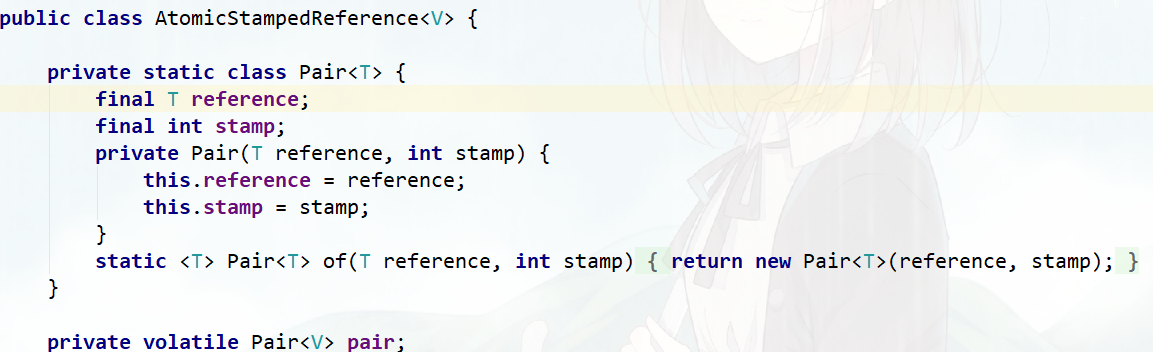 public class AtomicStampedReference<V> {
private static class Pair<T> {
final T reference;
final int stamp;
private Pair(T reference, int stamp) {
this.reference = reference;
this.stamp = stamp;
}
static <T> Pair<T> of(T reference, int stamp) { return new Pair<T>(reference, stamp); }
}
private volatile Pair<V> pair;